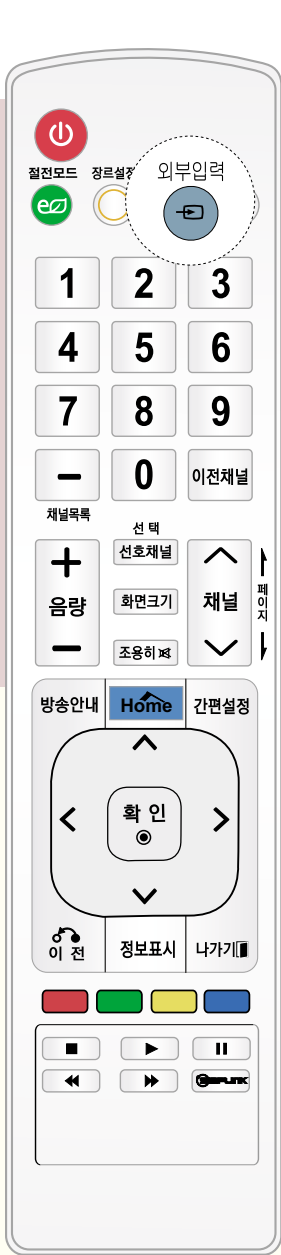 절전모드
외부입력
1 2 3
4 5 6
7 8 9
0 이전채널
채널목록
선 택
선호채널
음량
화면크기
채널
페이지
조용히
방송안내 Home 간편설정
확 인
이 전 정보표시 나가기